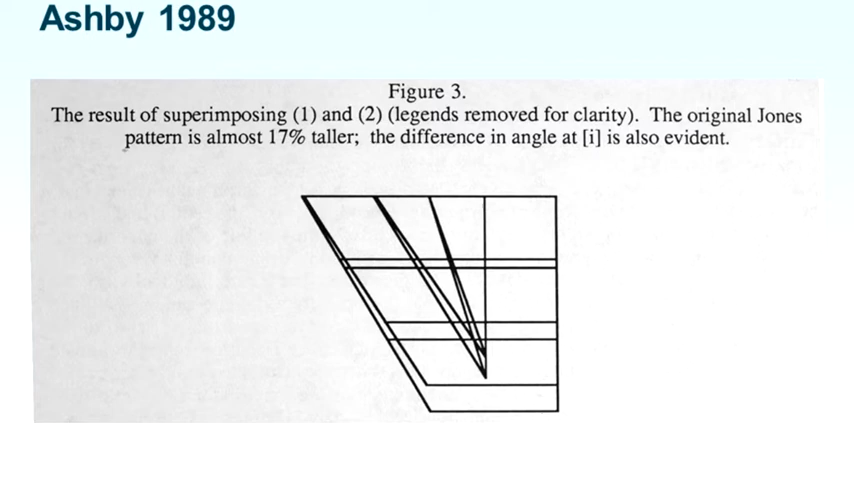 Ashby 1989
Figure 3.
The result of superimposing (1) and (2) (legends removed for clarity).  The original Jones
pattern is almost 17% taller;  the difference in angle at [i] is also evident.